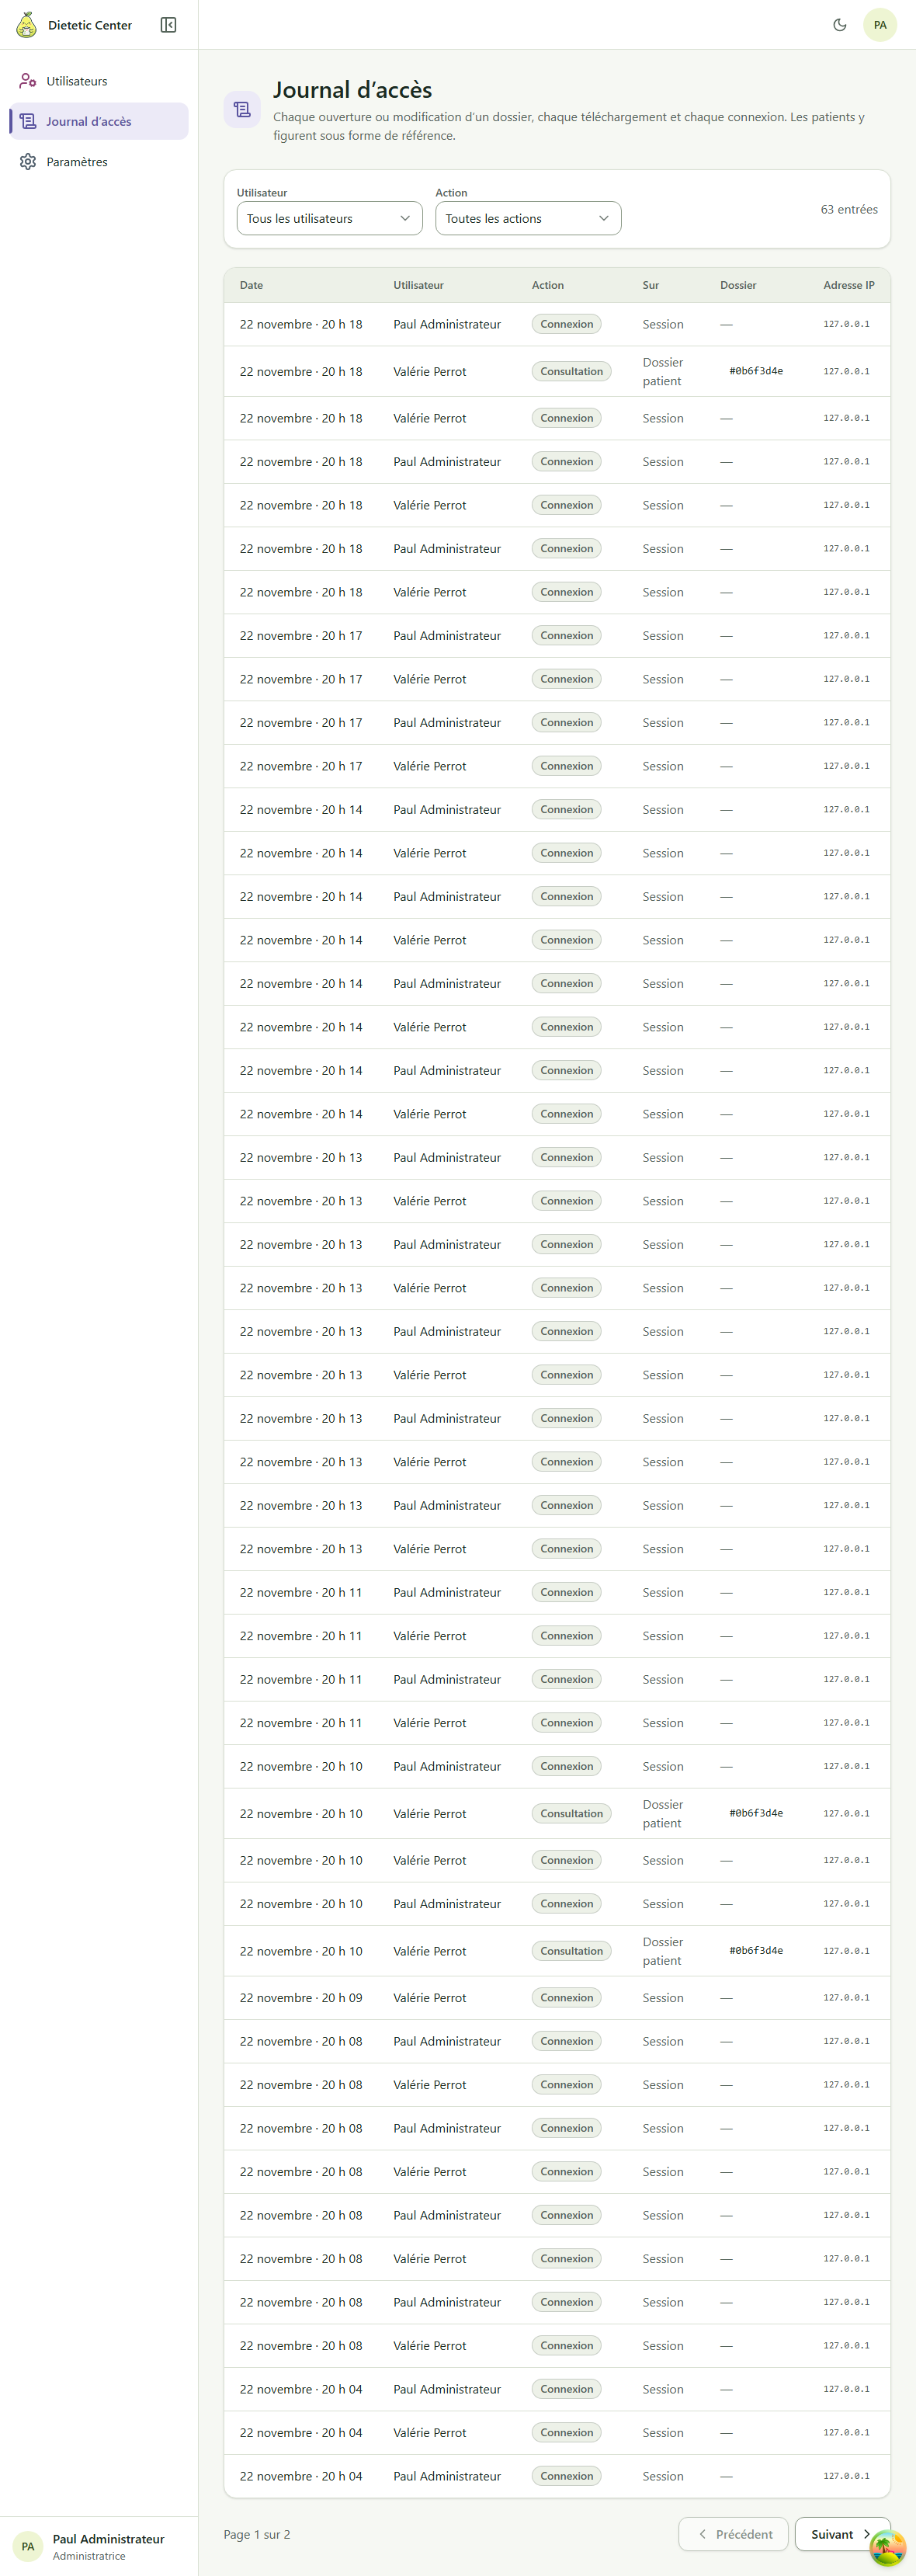 Dietetic Center
PA
Utilisateurs
Journal d’accès
Paramètres
Journal d’accès
Chaque ouverture ou modification d’un dossier, chaque téléchargement et chaque connexion. Les patients y
figurent sous forme de référence.
Utilisateur
Action
Tous les utilisateurs
Toutes les actions
63 entrées
Date Utilisateur Action Sur Dossier Adresse IP
22 novembre · 20 h 18 Paul Administrateur Connexion Session — 127.0.0.1
22 novembre · 20 h 18 Valérie Perrot Consultation Dossier patient #0b6f3d4e 127.0.0.1
22 novembre · 20 h 18 Valérie Perrot Connexion Session — 127.0.0.1
22 novembre · 20 h 18 Paul Administrateur Connexion Session — 127.0.0.1
22 novembre · 20 h 18 Valérie Perrot Connexion Session — 127.0.0.1
22 novembre · 20 h 18 Paul Administrateur Connexion Session — 127.0.0.1
22 novembre · 20 h 18 Valérie Perrot Connexion Session — 127.0.0.1
22 novembre · 20 h 17 Paul Administrateur Connexion Session — 127.0.0.1
22 novembre · 20 h 17 Valérie Perrot Connexion Session — 127.0.0.1
22 novembre · 20 h 17 Paul Administrateur Connexion Session — 127.0.0.1
22 novembre · 20 h 17 Valérie Perrot Connexion Session — 127.0.0.1
22 novembre · 20 h 14 Paul Administrateur Connexion Session — 127.0.0.1
22 novembre · 20 h 14 Valérie Perrot Connexion Session — 127.0.0.1
22 novembre · 20 h 14 Paul Administrateur Connexion Session — 127.0.0.1
22 novembre · 20 h 14 Valérie Perrot Connexion Session — 127.0.0.1
22 novembre · 20 h 14 Paul Administrateur Connexion Session — 127.0.0.1
22 novembre · 20 h 14 Valérie Perrot Connexion Session — 127.0.0.1
22 novembre · 20 h 14 Paul Administrateur Connexion Session — 127.0.0.1
22 novembre · 20 h 14 Valérie Perrot Connexion Session — 127.0.0.1
22 novembre · 20 h 13 Paul Administrateur Connexion Session — 127.0.0.1
22 novembre · 20 h 13 Valérie Perrot Connexion Session — 127.0.0.1
22 novembre · 20 h 13 Paul Administrateur Connexion Session — 127.0.0.1
22 novembre · 20 h 13 Valérie Perrot Connexion Session — 127.0.0.1
22 novembre · 20 h 13 Paul Administrateur Connexion Session — 127.0.0.1
22 novembre · 20 h 13 Valérie Perrot Connexion Session — 127.0.0.1
22 novembre · 20 h 13 Paul Administrateur Connexion Session — 127.0.0.1
22 novembre · 20 h 13 Valérie Perrot Connexion Session — 127.0.0.1
22 novembre · 20 h 13 Paul Administrateur Connexion Session — 127.0.0.1
22 novembre · 20 h 13 Valérie Perrot Connexion Session — 127.0.0.1
22 novembre · 20 h 11 Paul Administrateur Connexion Session — 127.0.0.1
22 novembre · 20 h 11 Valérie Perrot Connexion Session — 127.0.0.1
22 novembre · 20 h 11 Paul Administrateur Connexion Session — 127.0.0.1
22 novembre · 20 h 11 Valérie Perrot Connexion Session — 127.0.0.1
22 novembre · 20 h 10 Paul Administrateur Connexion Session — 127.0.0.1
22 novembre · 20 h 10 Valérie Perrot Consultation Dossier patient #0b6f3d4e 127.0.0.1
22 novembre · 20 h 10 Valérie Perrot Connexion Session — 127.0.0.1
22 novembre · 20 h 10 Paul Administrateur Connexion Session — 127.0.0.1
22 novembre · 20 h 10 Valérie Perrot Consultation Dossier patient #0b6f3d4e 127.0.0.1
22 novembre · 20 h 09 Valérie Perrot Connexion Session — 127.0.0.1
22 novembre · 20 h 08 Paul Administrateur Connexion Session — 127.0.0.1
22 novembre · 20 h 08 Valérie Perrot Connexion Session — 127.0.0.1
22 novembre · 20 h 08 Paul Administrateur Connexion Session — 127.0.0.1
22 novembre · 20 h 08 Valérie Perrot Connexion Session — 127.0.0.1
22 novembre · 20 h 08 Paul Administrateur Connexion Session — 127.0.0.1
22 novembre · 20 h 08 Valérie Perrot Connexion Session — 127.0.0.1
22 novembre · 20 h 08 Paul Administrateur Connexion Session — 127.0.0.1
22 novembre · 20 h 08 Valérie Perrot Connexion Session — 127.0.0.1
22 novembre · 20 h 04 Paul Administrateur Connexion Session — 127.0.0.1
22 novembre · 20 h 04 Valérie Perrot Connexion Session — 127.0.0.1
22 novembre · 20 h 04 Paul Administrateur Connexion Session — 127.0.0.1
Page 1 sur 2
Précédent
Suivant
PA
Paul Administrateur
Administratrice